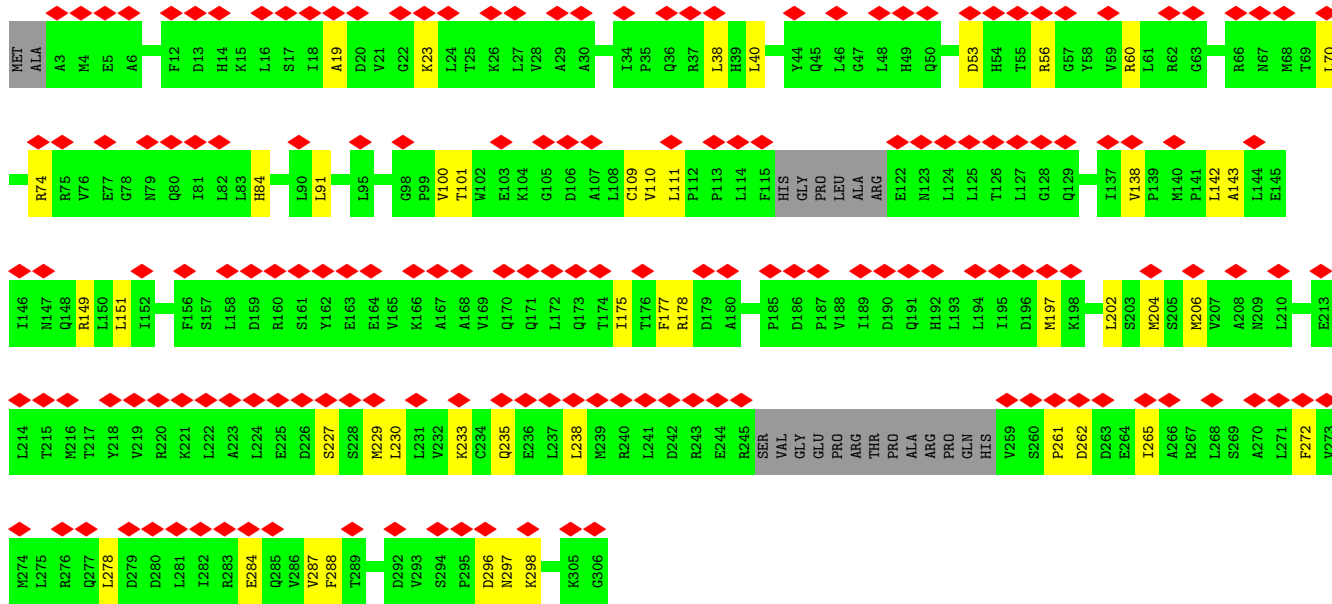 MET ALA A3 M4 E5 A6 F12 D13 H14 K15 L16 S17 I18 A19 D20 V21 G22 K23 L24 T25 K26 L27 V28 A29 A30 I34 P35 Q36 R37 L38 H39 L40 Y44 Q45 L46 G47 L48 H49 Q50 D53 H54 T55 R56 G57 Y58 V59 R60 L61 R62 G63 R66 N67 M68 T69 L70
R74 R75 V76 E77 G78 N79 Q80 I81 L82 L83 H84 L90 L91 L95 G98 P99 V100 T101 W102 E103 K104 G105 D106 A107 L108 C109 V110 L111 P112 P113 L114 F115 HIS GLY PRO LEU ALA ARG E122 N123 L124 L125 T126 L127 G128 Q129 I137 V138 P139 M140 P141 L142 A143 L144 E145
I146 N147 Q148 R149 L150 L151 I152 F156 S157 L158 D159 R160 S161 Y162 E163 E164 V165 K166 A167 A168 V169 Q170 Q171 L172 Q173 T174 I175 T176 F177 R178 D179 A180 P185 D186 P187 V188 I189 D190 Q191 H192 L193 L194 I195 D196 M197 K198 L202 S203 M204 S205 M206 V207 A208 N209 L210 E213
L214 T215 M216 T217 Y218 V219 R220 K221 L222 A223 L224 E225 D226 S227 S228 M229 L230 L231 V232 K233 C234 Q235 E236 L237 L238 M239 R240 L241 D242 R243 E244 R245 SER VAL GLY GLU PRO ARG THR PRO ALA ARG PRO GLN HIS V259 S260 P261 D262 D263 E264 I265 A266 R267 L268 S269 A270 L271 F272 V273
M274 L275 R276 Q277 L278 D279 D280 L281 I282 R283 E284 Q285 V286 V287 F288 T289 D292 V293 S294 P295 D296 N297 K298 K305 G306